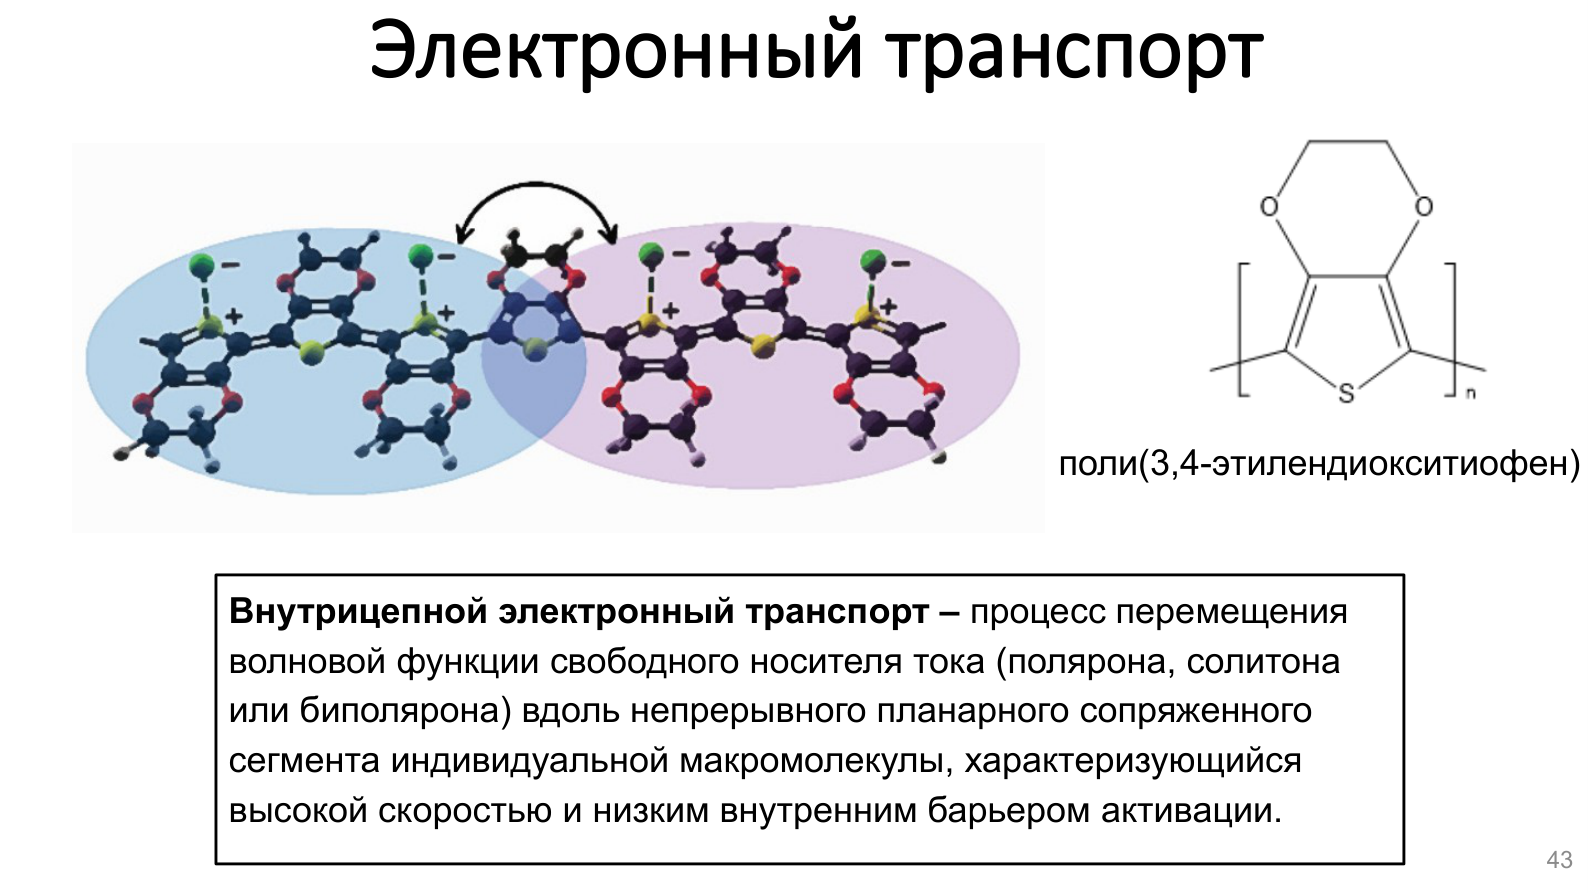 Электронный транспорт
– – – –
+ + + +
O O
S
n
поли(3,4-этилендиокситиофен)
Внутрицепной электронный транспорт – процесс перемещения
волновой функции свободного носителя тока (полярона, солитона
или биполярона) вдоль непрерывного планарного сопряженного
сегмента индивидуальной макромолекулы, характеризующийся
высокой скоростью и низким внутренним барьером активации.
43